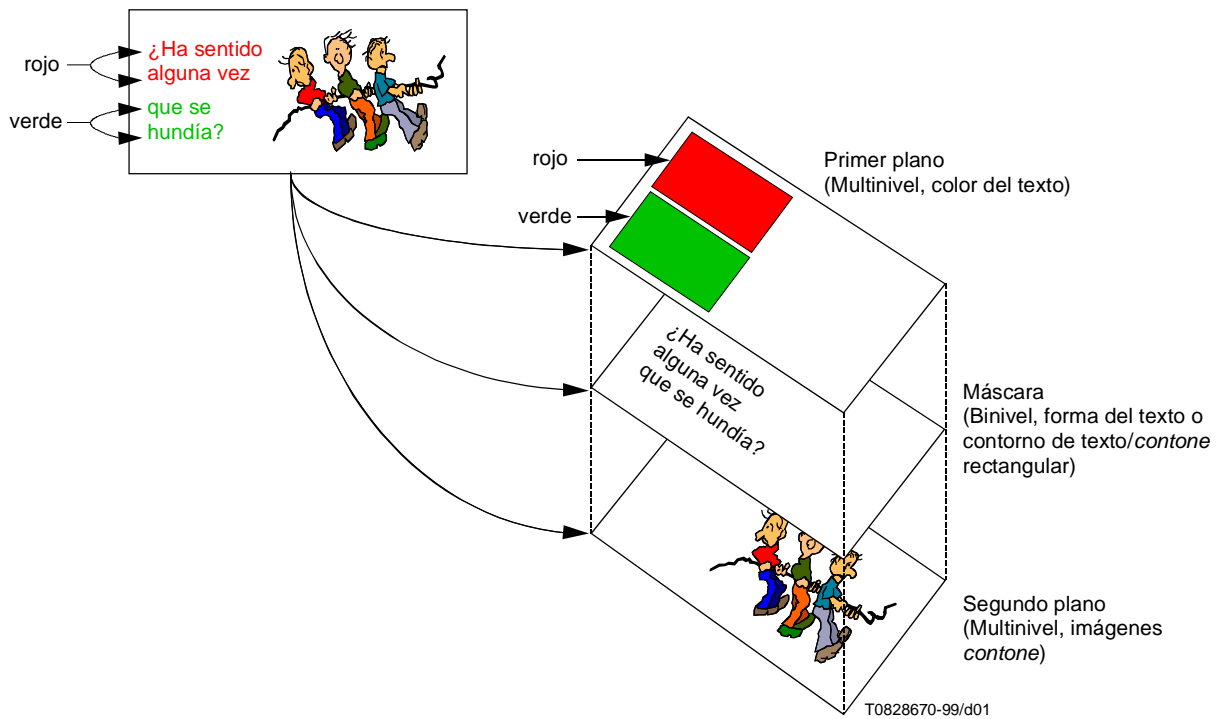 rojo
¿Ha sentido
alguna vez
verde
que se
hundía?
rojo
verde
Primer plano
(Multinivel, color del texto)
¿Ha sentido
alguna vez
que se hundía?
Máscara
(Binivel, forma del texto o
contorno de texto/contone
rectangular)
Segundo plano
(Multinivel, imágenes
contone)
T0828670-99/d01